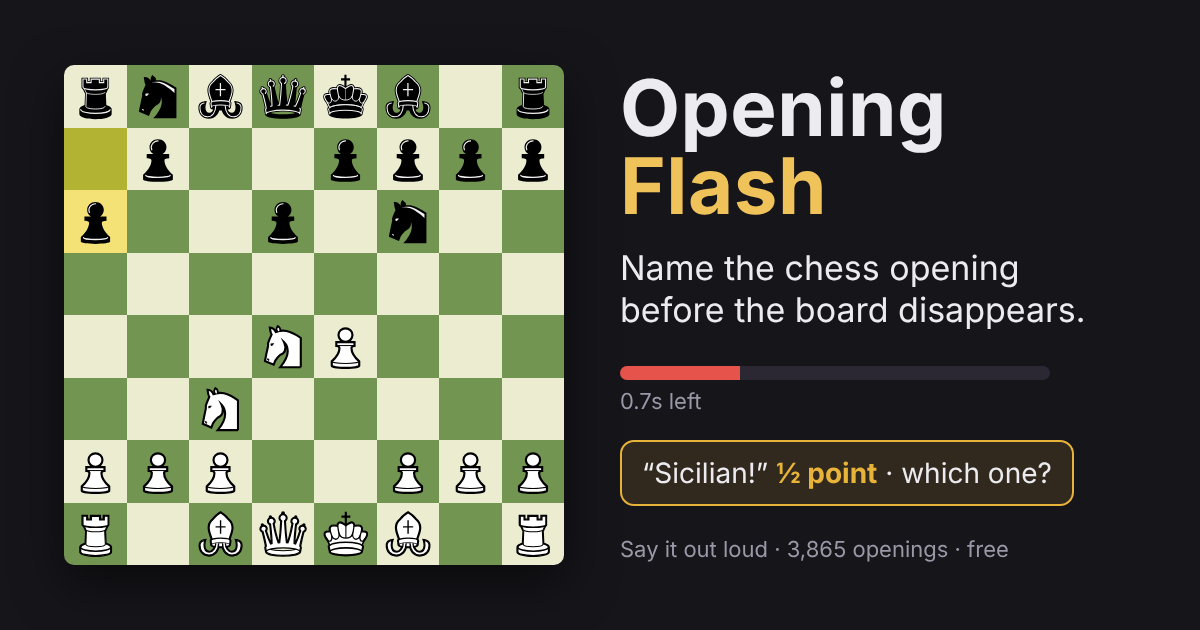 Opening
Flash
Name the chess opening
before the board disappears.
0.7s left
“Sicilian!” ½ point · which one?
Say it out loud · 3,865 openings · free